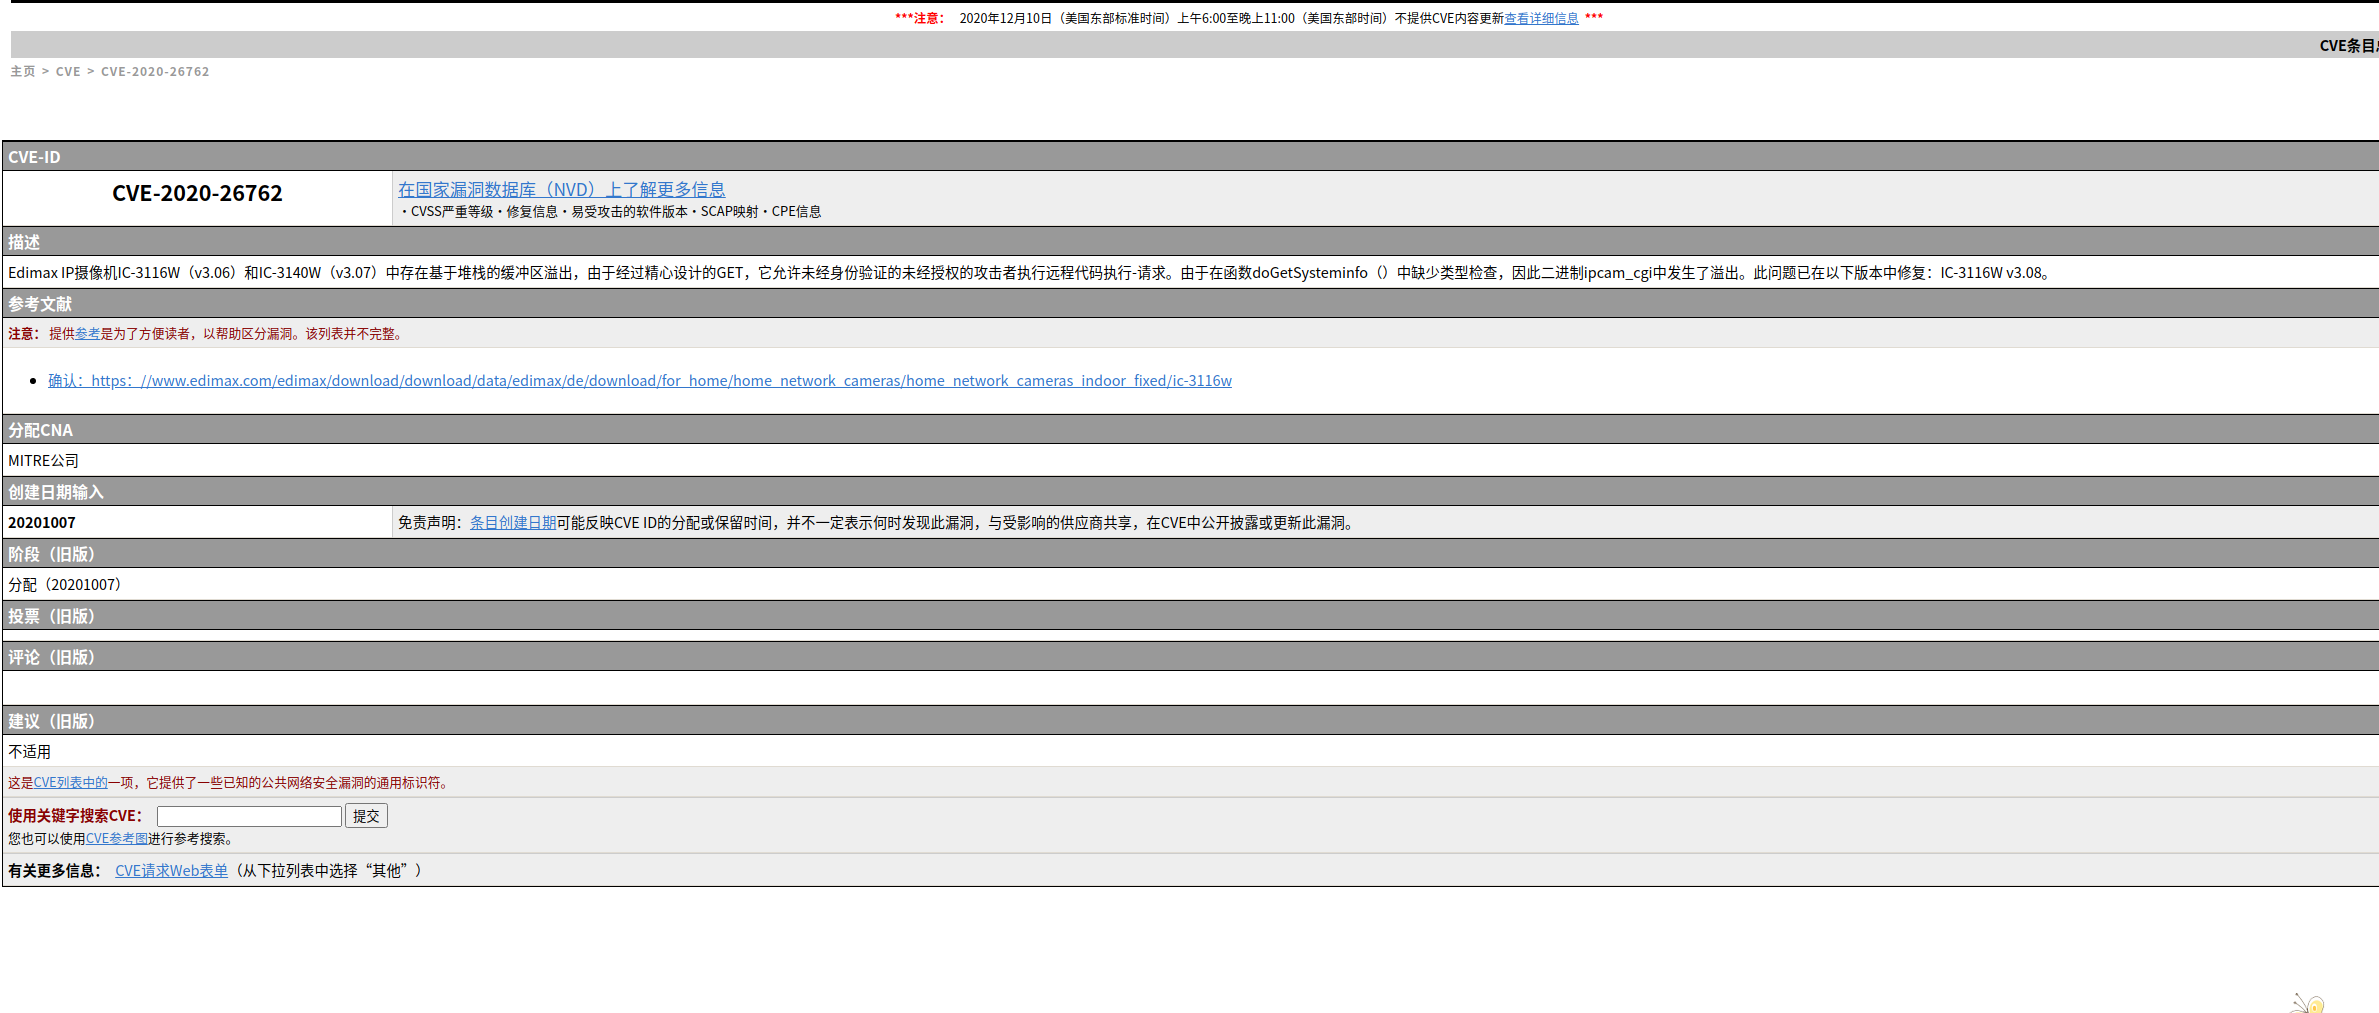 ***注意： 2020年12月10日（美国东部标准时间）上午6:00至晚上11:00（美国东部时间）不提供CVE内容更新查看详细信息 ***
CVE条目
主页 > CVE > CVE-2020-26762
CVE-ID
CVE-2020-26762
在国家漏洞数据库（NVD）上了解更多信息
・CVSS严重等级・修复信息・易受攻击的软件版本・SCAP映射・CPE信息
描述
Edimax IP摄像机IC-3116W（v3.06）和IC-3140W（v3.07）中存在基于堆栈的缓冲区溢出，由于经过精心设计的GET，它允许未经身份验证的未经授权的攻击者执行远程代码执行-请求。由于在函数doGetSysteminfo（）中缺少类型检查，因此二进制ipcam_cgi中发生了溢出。此问题已在以下版本中修复：IC-3116W v3.08。
参考文献
注意： 提供参考是为了方便读者，以帮助区分漏洞。该列表并不完整。
确认：https：//www.edimax.com/edimax/download/download/data/edimax/de/download/for_home/home_network_cameras/home_network_cameras_indoor_fixed/ic-3116w
分配CNA
MITRE公司
创建日期输入
20201007
免责声明：条目创建日期可能反映CVE ID的分配或保留时间，并不一定表示何时发现此漏洞，与受影响的供应商共享，在CVE中公开披露或更新此漏洞。
阶段（旧版）
分配（20201007）
投票（旧版）
评论（旧版）
建议（旧版）
不适用
这是CVE列表中的一项，它提供了一些已知的公共网络安全漏洞的通用标识符。
使用关键字搜索CVE： 提交
您也可以使用CVE参考图进行参考搜索。
有关更多信息： CVE请求Web表单（从下拉列表中选择“其他”）